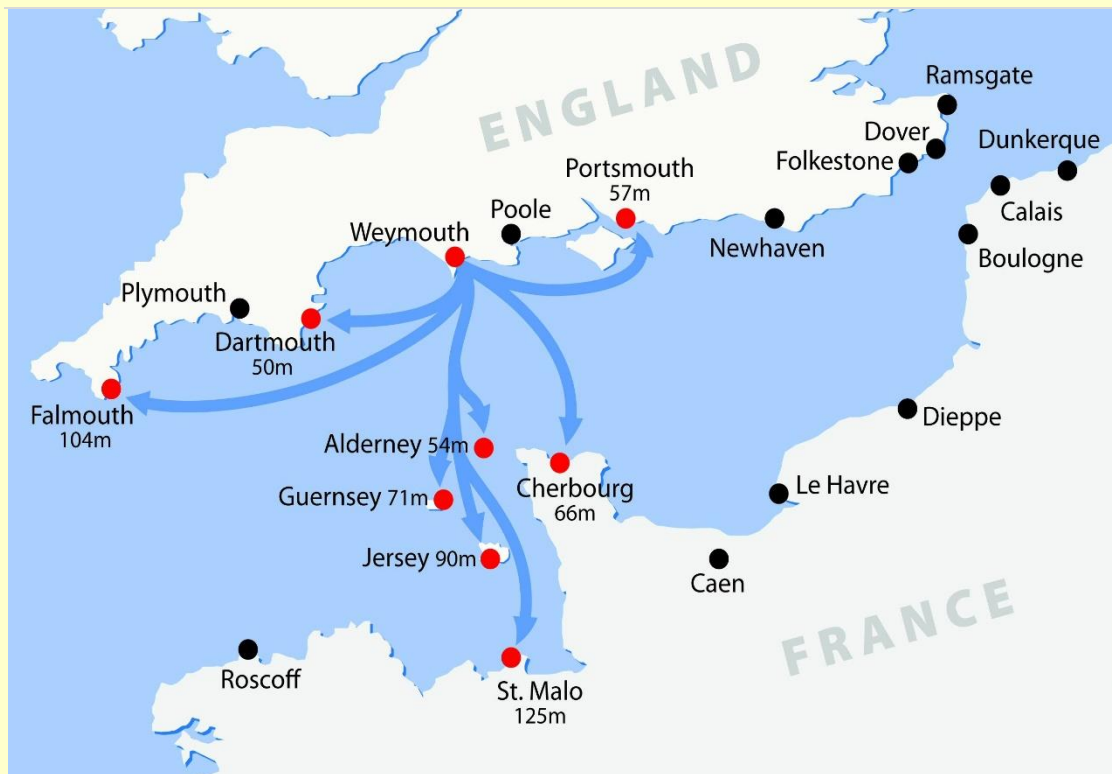 ENGLAND
Ramsgate
Dover
Dunkerque
Folkestone
Portsmouth
57m
Calais
Poole
Weymouth
Newhaven
Boulogne
Plymouth
Dartmouth
50m
Falmouth
104m
Dieppe
Alderney 54m
Cherbourg
66m
Guernsey 71m
Le Havre
Jersey 90m
Caen
FRANCE
Roscoff
St. Malo
125m